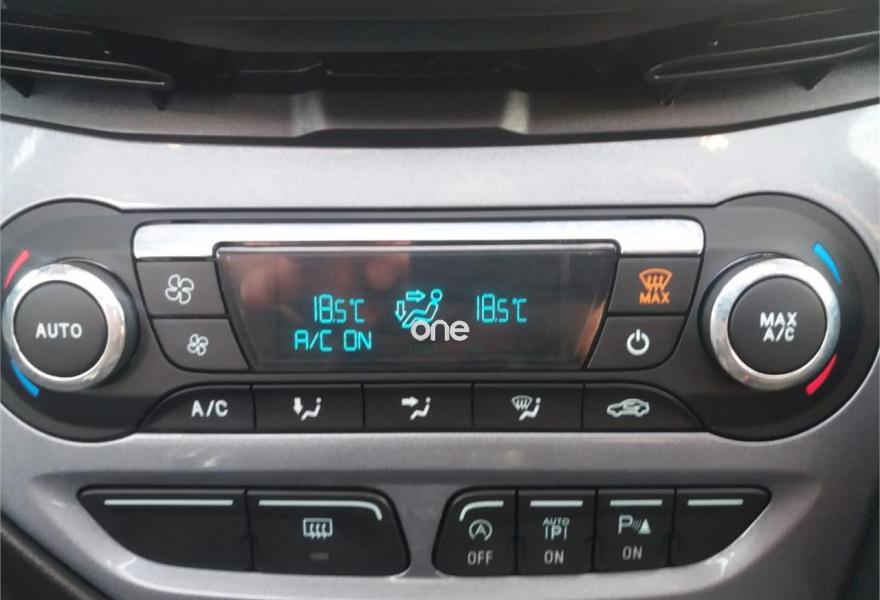 18.5°C 18.5°C
A/C ON
one
AUTO
MAX
MAX
A/C
A/C
OFF
AUTO
P
ON
P
ON